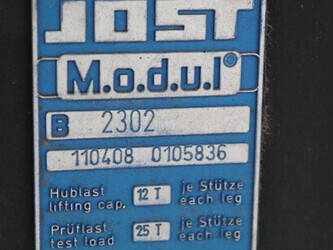 JOST
M.o.d.u.l®
B 2302
110408 0105836
Hublast lifting cap. 12 T je Stütze each leg
Prüflast test load 25 T je Stütze each leg